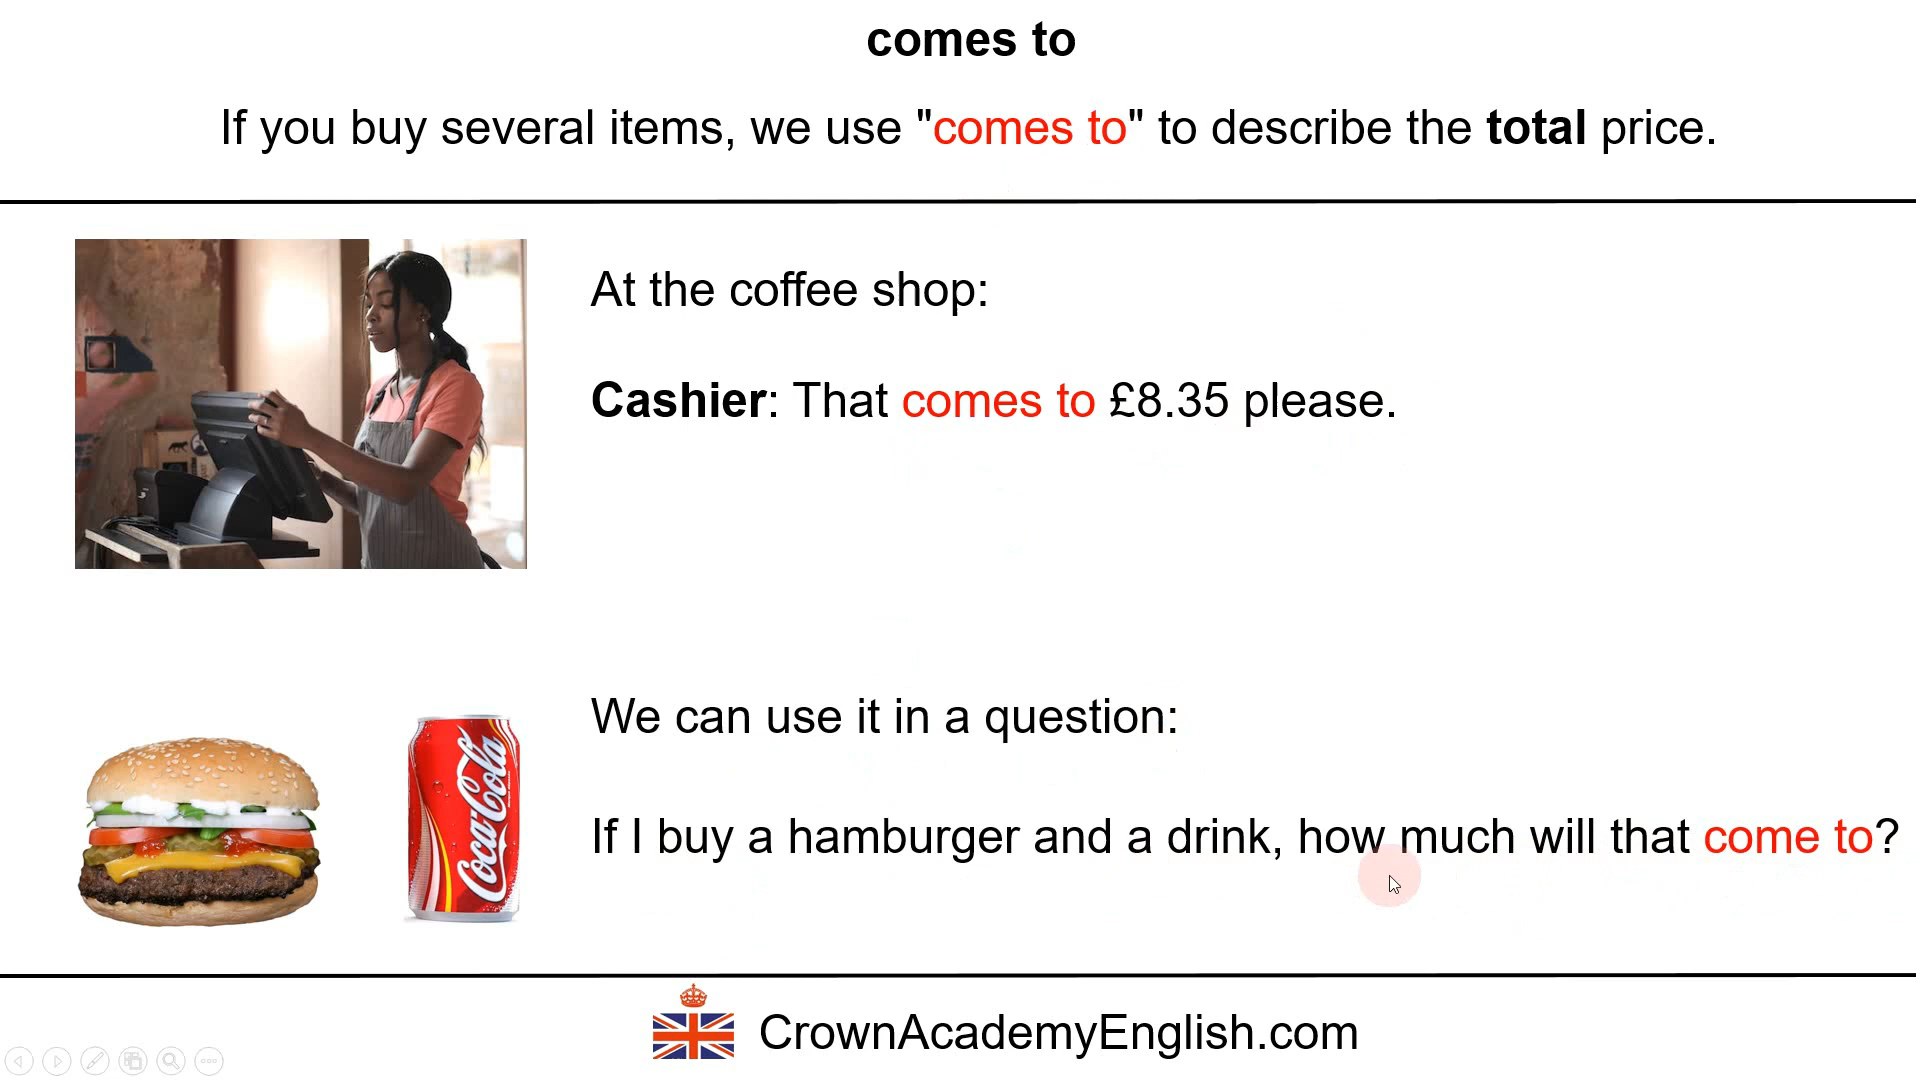 comes to
If you buy several items, we use "comes to" to describe the total price.
At the coffee shop:
Cashier: That comes to £8.35 please.
We can use it in a question:
Coca-Cola
If I buy a hamburger and a drink, how much will that come to?
CrownAcademyEnglish.com